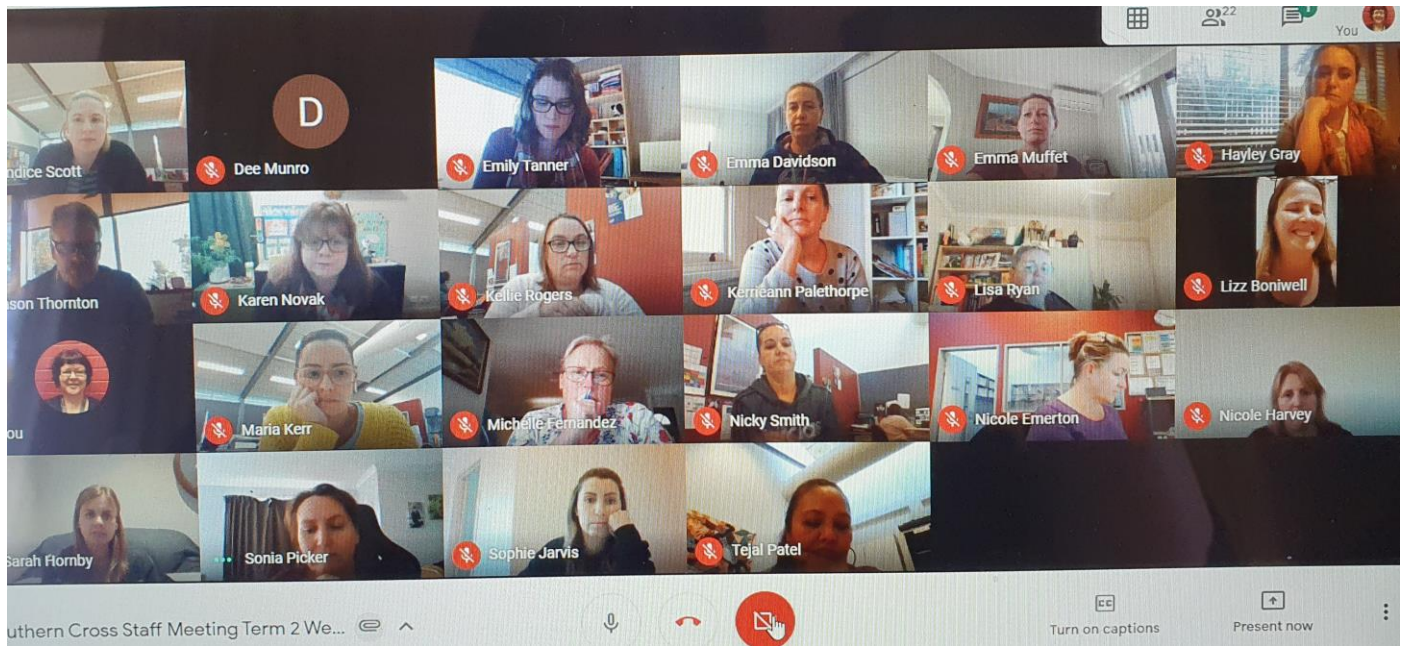 22
You
ndice Scott
D
Dee Munro
Emily Tanner
Emma Davidson
Emma Muffet
Hayley Gray
son Thornton
Karen Novak
Kellie Rogers
Kerrieann Palethorpe
Lisa Ryan
Lizz Boniwell
ou
Maria Kerr
Michelle Fernandez
Nicky Smith
Nicole Emerton
Nicole Harvey
Sarah Hornby
Sonia Picker
Sophie Jarvis
Tejal Patel
uthern Cross Staff Meeting Term 2 We...
CC
Turn on captions
Present now